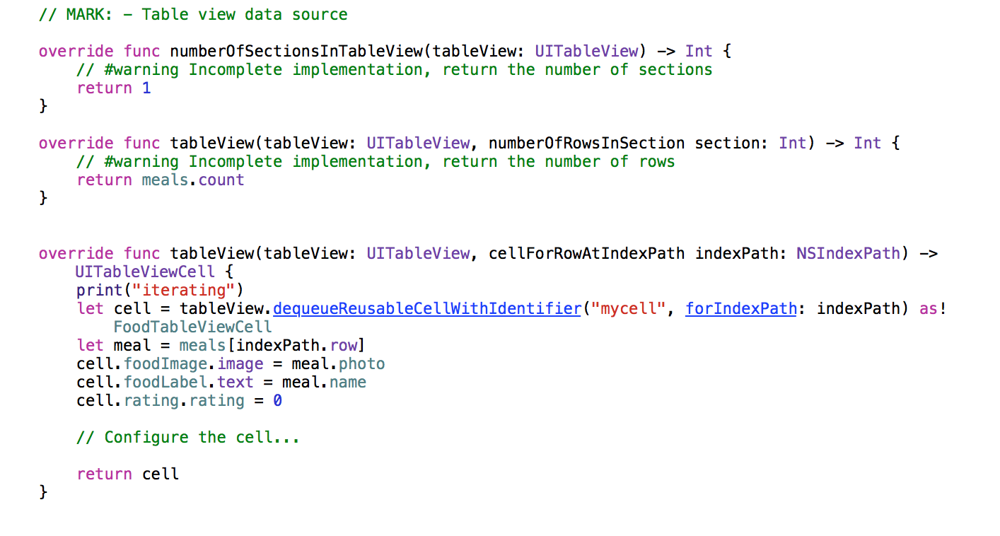 // MARK: - Table view data source
override func numberOfSectionsInTableView(tableView: UITableView) -> Int {
// #warning Incomplete implementation, return the number of sections
return 1
}
override func tableView(tableView: UITableView, numberOfRowsInSection section: Int) -> Int {
// #warning Incomplete implementation, return the number of rows
return meals.count
}
override func tableView(tableView: UITableView, cellForRowAtIndexPath indexPath: NSIndexPath) ->
UITableViewCell {
print("iterating")
let cell = tableView.dequeueReusableCellWithIdentifier("mycell", forIndexPath: indexPath) as!
FoodTableViewCell
let meal = meals[indexPath.row]
cell.foodImage.image = meal.photo
cell.foodLabel.text = meal.name
cell.rating.rating = 0
// Configure the cell...
return cell
}